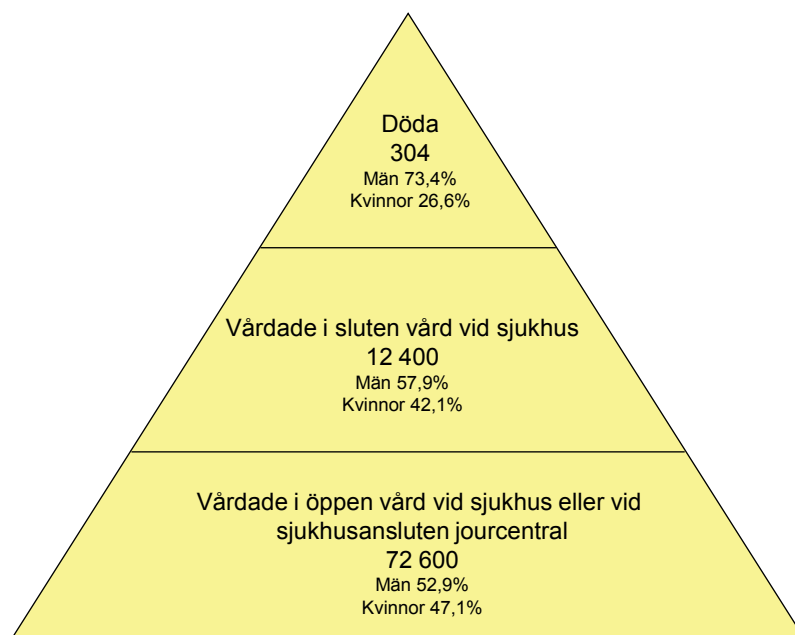 Döda
304
Män 73,4%
Kvinnor 26,6%
Vårdade i sluten vård vid sjukhus
12 400
Män 57,9%
Kvinnor 42,1%
Vårdade i öppen vård vid sjukhus eller vid
sjukhusansluten jourcentral
72 600
Män 52,9%
Kvinnor 47,1%